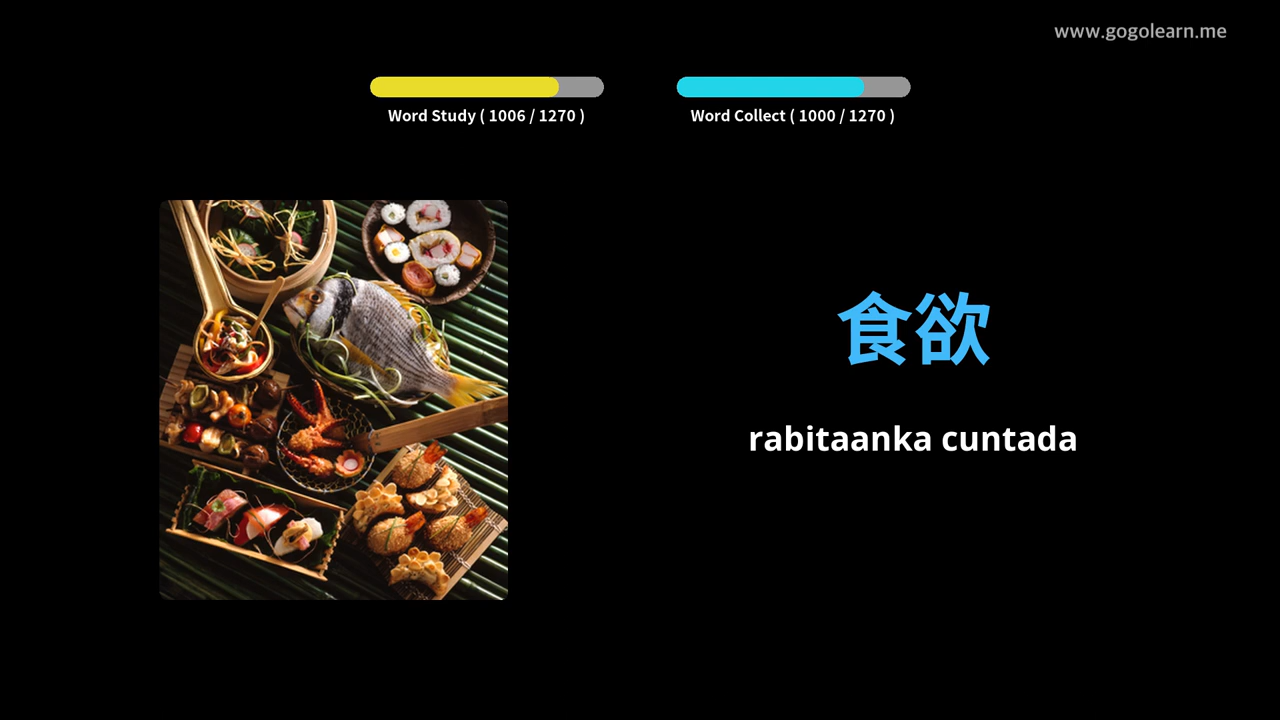 www.gogolearn.me
Word Study ( 1006 / 1270 )
Word Collect ( 1000 / 1270 )
食欲
rabitaanka cuntada